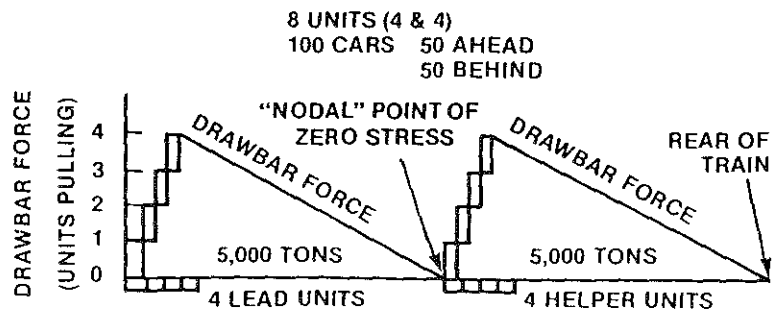 8 UNITS (4 & 4)
100 CARS 50 AHEAD
50 BEHIND
"NODAL" POINT OF
ZERO STRESS
REAR OF
TRAIN
DRAWBAR FORCE
(UNITS PULLING)
4
3
2
1
0
DRAWBAR FORCE
DRAWBAR FORCE
5,000 TONS
5,000 TONS
4 LEAD UNITS
4 HELPER UNITS